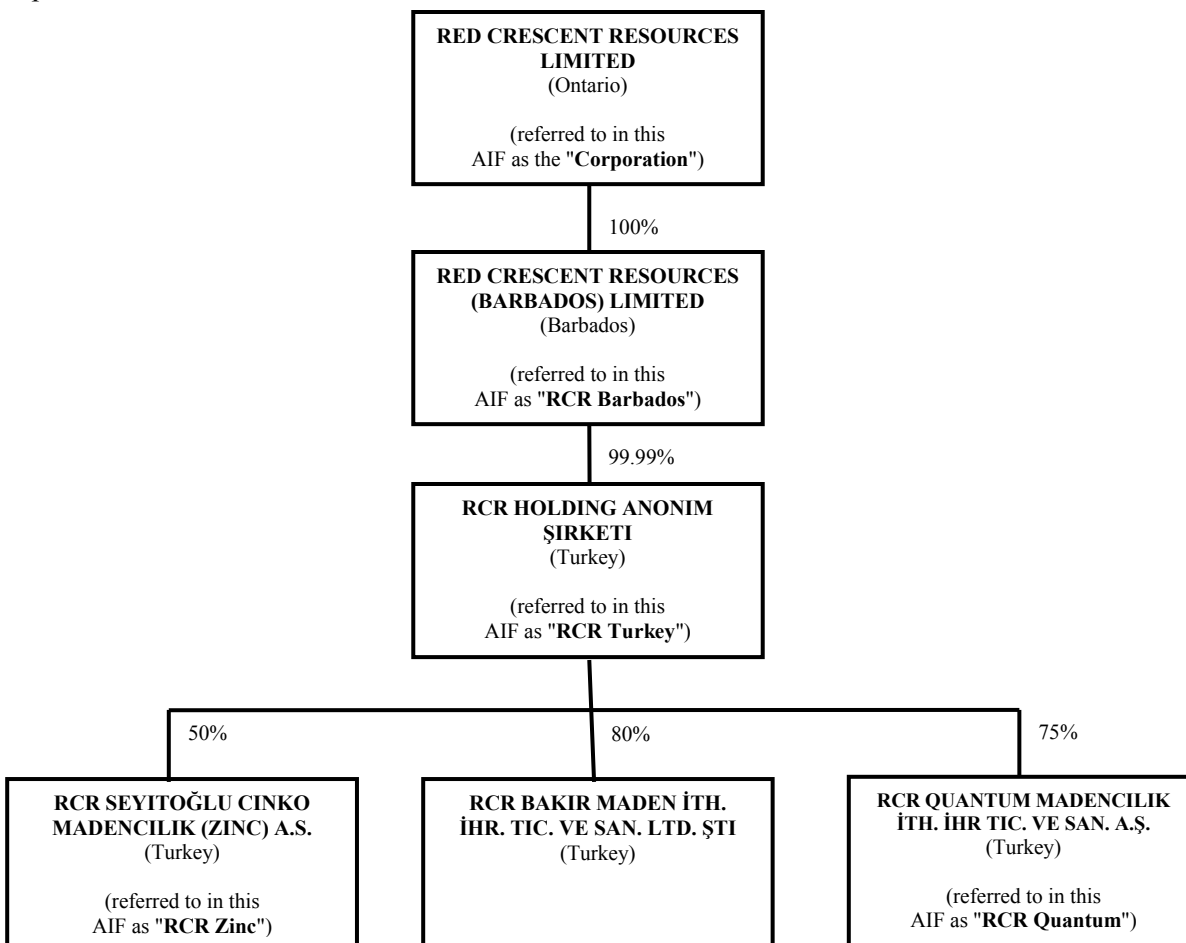 RED CRESCENT RESOURCES
LIMITED
(Ontario)
(referred to in this
AIF as the "Corporation")
100%
RED CRESCENT RESOURCES
(BARBADOS) LIMITED
(Barbados)
(referred to in this
AIF as "RCR Barbados")
99.99%
RCR HOLDING ANONIM
ŞIRKETI
(Turkey)
(referred to in this
AIF as "RCR Turkey")
50%
80%
75%
RCR SEYITOĞLU CINKO
MADENCILIK (ZINC) A.S.
(Turkey)
(referred to in this
AIF as "RCR Zinc")
RCR BAKIR MADEN İTH.
İHR. TIC. VE SAN. LTD. ŞTI
(Turkey)
RCR QUANTUM MADENCILIK
İTH. İHR TIC. VE SAN. A.Ş.
(Turkey)
(referred to in this
AIF as "RCR Quantum")